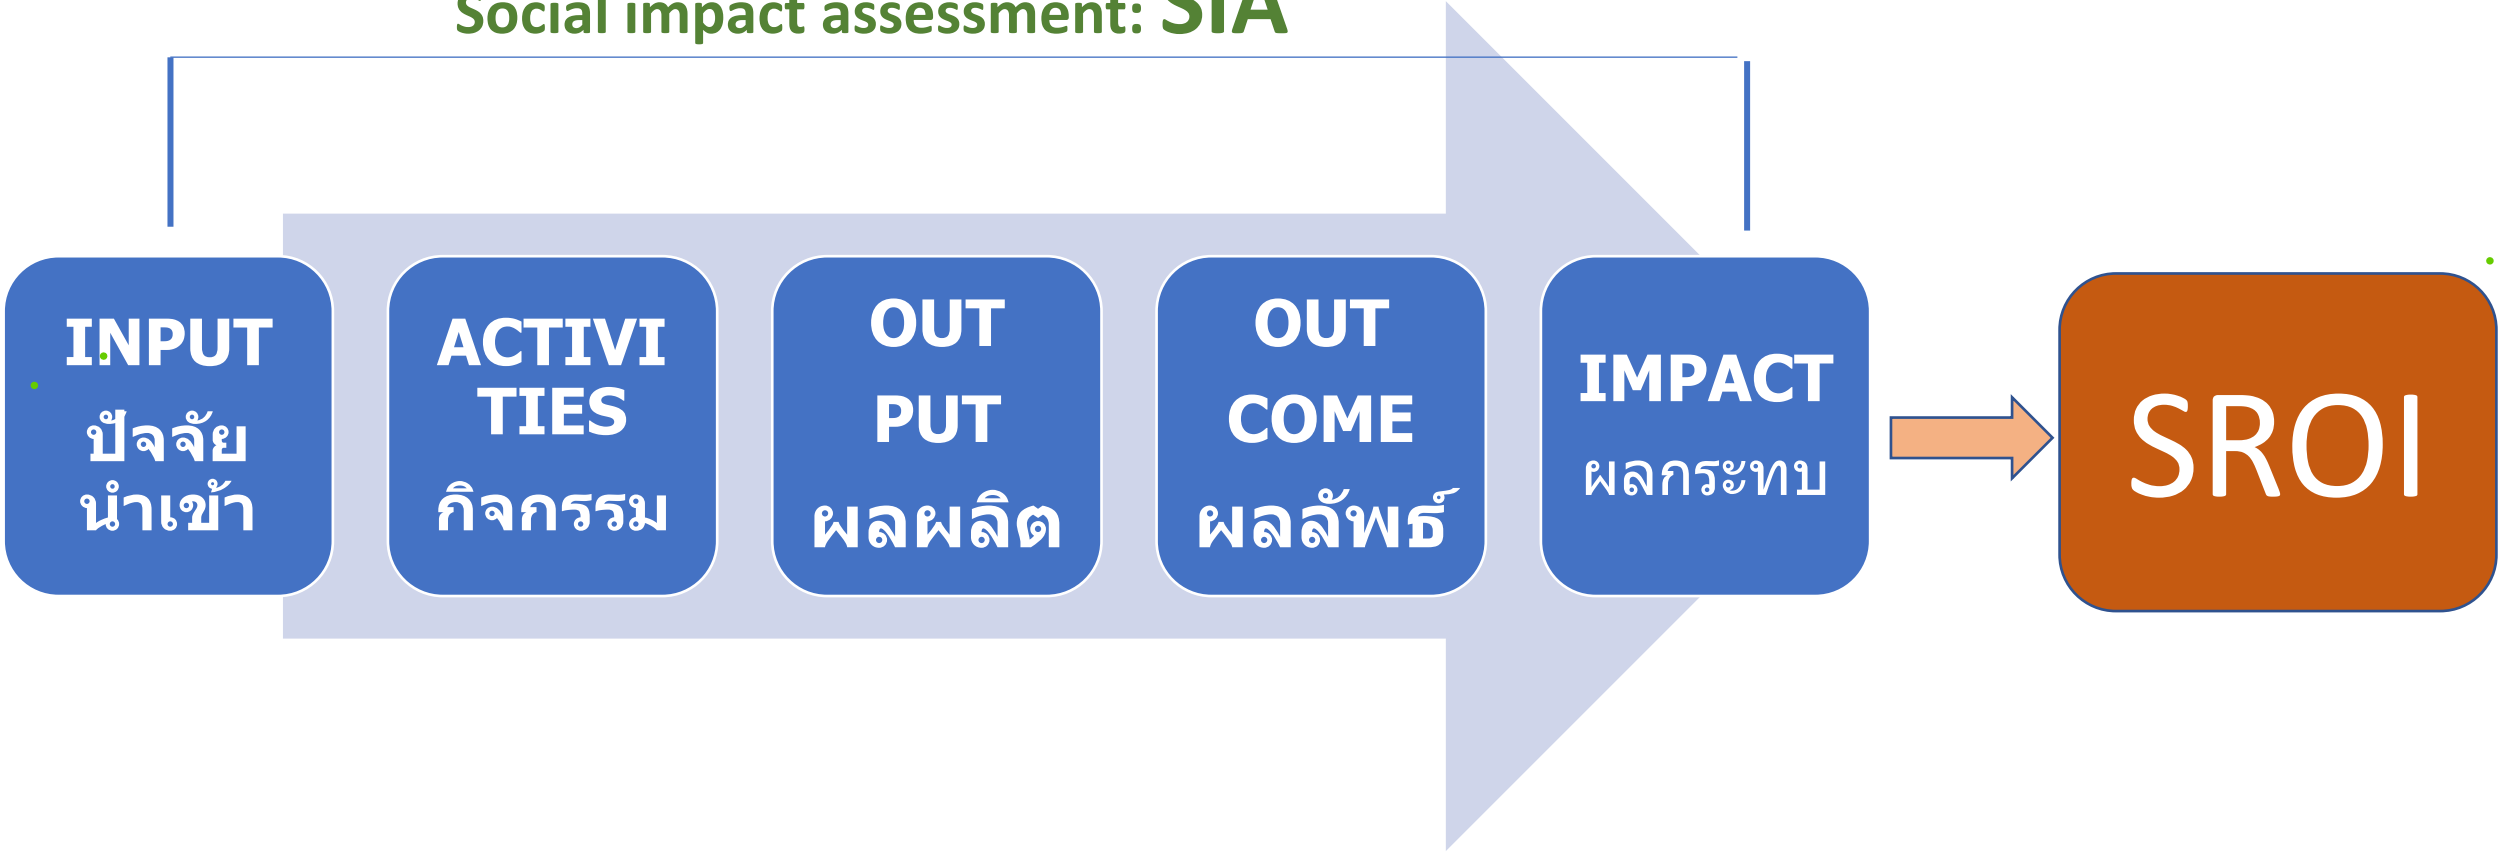 Social impact assessment: SIA
INPUT
ปัจจัย
นำเข้า
ACTIVI
TIES
กิจกรรม
OUT
PUT
ผลผลิต
OUT
COME
ผลลัพธ์
IMPACT
ผลกระทบ
SROI